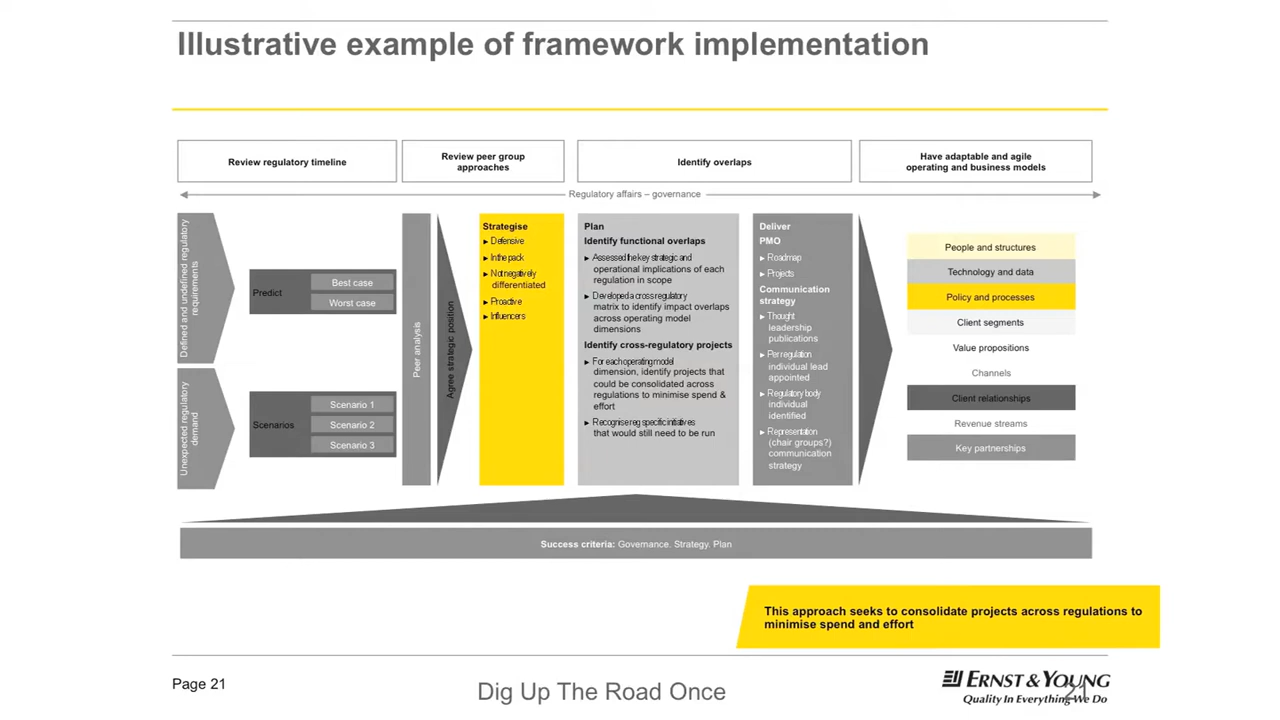 Illustrative example of framework implementation
Review regulatory timeline
Review peer group
approaches
Identify overlaps
Have adaptable and agile
operating and business models
Regulatory affairs – governance
Defined and undefined regulatory
requirements
Predict
Best case
Worst case
Unexpected regulatory
demand
Scenarios
Scenario 1
Scenario 2
Scenario 3
Peer analysis
Agree strategic position
Strategise
► Defensive
► In the pack
► Not negatively
differentiated
► Proactive
► Influencers
Plan
Identify functional overlaps
► Assessed the key strategic and
operational implications of each
regulation in scope
► Developed a cross regulatory
matrix to identify impact overlaps
across operating model
dimensions
Identify cross-regulatory projects
► For each operating model
dimension, identify projects that
could be consolidated across
regulations to minimise spend &
effort
► Recognise reg specific initiatives
that would still need to be run
Deliver
PMO
► Roadmap
► Projects
Communication
strategy
► Thought
leadership
publications
► Per regulation
individual lead
appointed
► Regulatory body
individual
identified
► Representation
(chair groups?)
communication
strategy
People and structures
Technology and data
Policy and processes
Client segments
Value propositions
Channels
Client relationships
Revenue streams
Key partnerships
Success criteria: Governance. Strategy. Plan
This approach seeks to consolidate projects across regulations to
minimise spend and effort
Page 21
Dig Up The Road Once
ERNST & YOUNG
Quality In Everything We Do
21